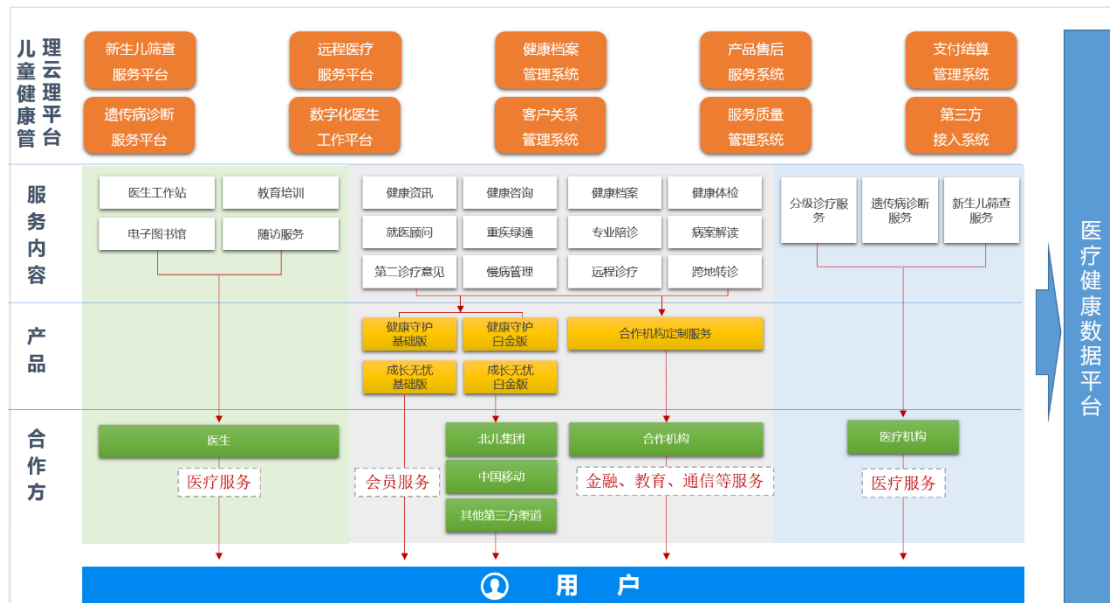 儿童健康管
理云理平台
新生儿筛查
服务平台
远程医疗
服务平台
健康档案
管理系统
产品售后
服务系统
支付结算
管理系统
遗传病诊断
服务平台
数字化医生
工作平台
客户关系
管理系统
服务质量
管理系统
第三方
接入系统
服务内容
医生工作站
教育培训
电子图书馆
随访服务
健康资讯
健康咨询
健康档案
健康体检
就医顾问
重疾绿通
专业陪诊
病案解读
第二诊疗意见
慢病管理
远程诊疗
跨地转诊
分级诊疗服
务
遗传病诊断
服务
新生儿筛查
服务
产品
健康守护
基础版
健康守护
白金版
合作机构定制服务
成长无忧
基础版
成长无忧
白金版
合作方
医生
北儿集团
合作机构
医疗机构
中国移动
其他第三方渠道
医疗服务
会员服务
金融、教育、通信等服务
医疗服务
用户
医疗健康数据平台